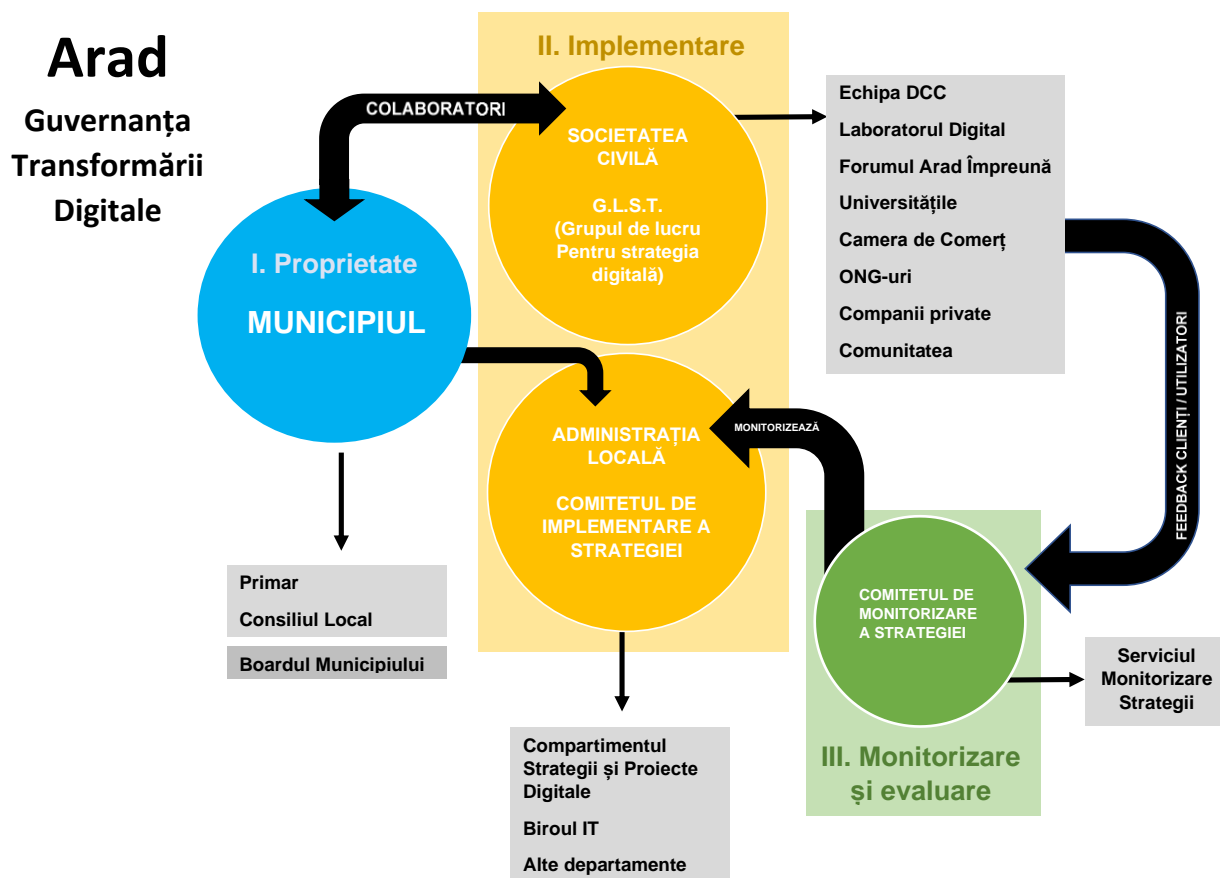 Arad
Guvernanța
Transformării
Digitale
II. Implementare
COLABORATORI
SOCIETATEA
CIVILĂ
G.L.S.T.
(Grupul de lucru
Pentru strategia
digitală)
Echipa DCC
Laboratorul Digital
Forumul Arad Împreună
Universitățile
Camera de Comerț
ONG-uri
Companii private
Comunitatea
I. Proprietate
MUNICIPIUL
FEEDBACK CLIENȚI / UTILIZATORI
MONITORIZEAZĂ
ADMINISTRAȚIA
LOCALĂ
COMITETUL DE
IMPLEMENTARE A
STRATEGIEI
Primar
Consiliul Local
Boardul Municipiului
COMITETUL DE
MONITORIZARE
A STRATEGIEI
Serviciul
Monitorizare
Strategii
Compartimentul
Strategii și Proiecte
Digitale
Biroul IT
Alte departamente
III. Monitorizare
și evaluare